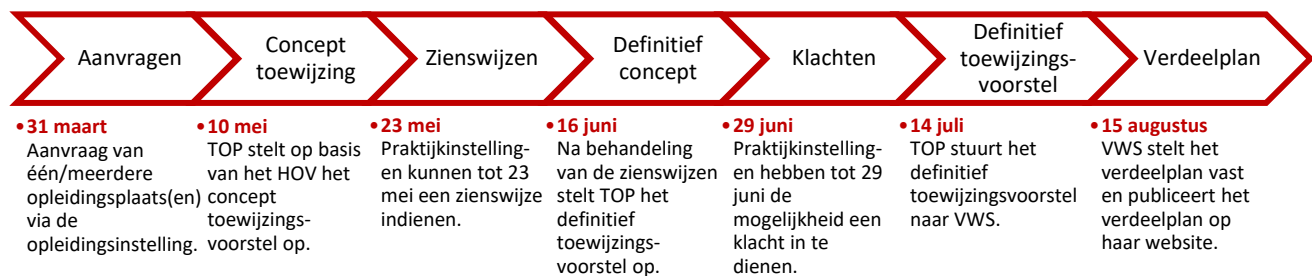 Aanvragen
Concept
toewijzing
Zienswijzen
Definitief
concept
Klachten
Definitief
toewijzings-
voorstel
Verdeelplan
•31 maart
Aanvraag van
één/meerdere
opleidingsplaats(en)
via de
opleidingsinstelling.
•10 mei
TOP stelt op basis
van het HOV het
concept
toewijzings-
voorstel op.
•23 mei
Praktijkinstelling-
en kunnen tot 23
mei een zienswijze
indienen.
•16 juni
Na behandeling
van de zienswijzen
stelt TOP het
definitief
toewijzings-
voorstel op.
•29 juni
Praktijkinstelling-
en hebben tot 29
juni de
mogelijkheid een
klacht in te
dienen.
•14 juli
TOP stuurt het
definitief
toewijzingsvoorstel
naar VWS.
•15 augustus
VWS stelt het
verdeelplan vast
en publiceert het
verdeelplan op
haar website.